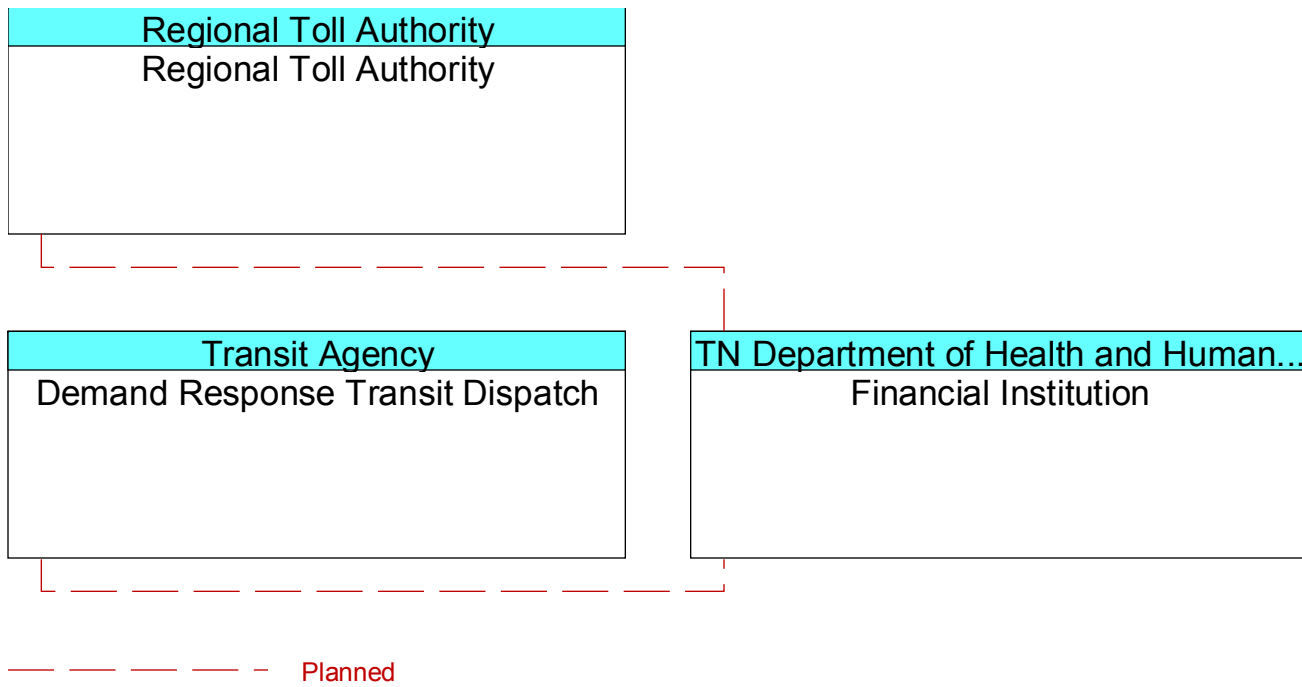 Regional Toll Authority
Regional Toll Authority
Transit Agency
Demand Response Transit Dispatch
TN Department of Health and Human...
Financial Institution
Planned